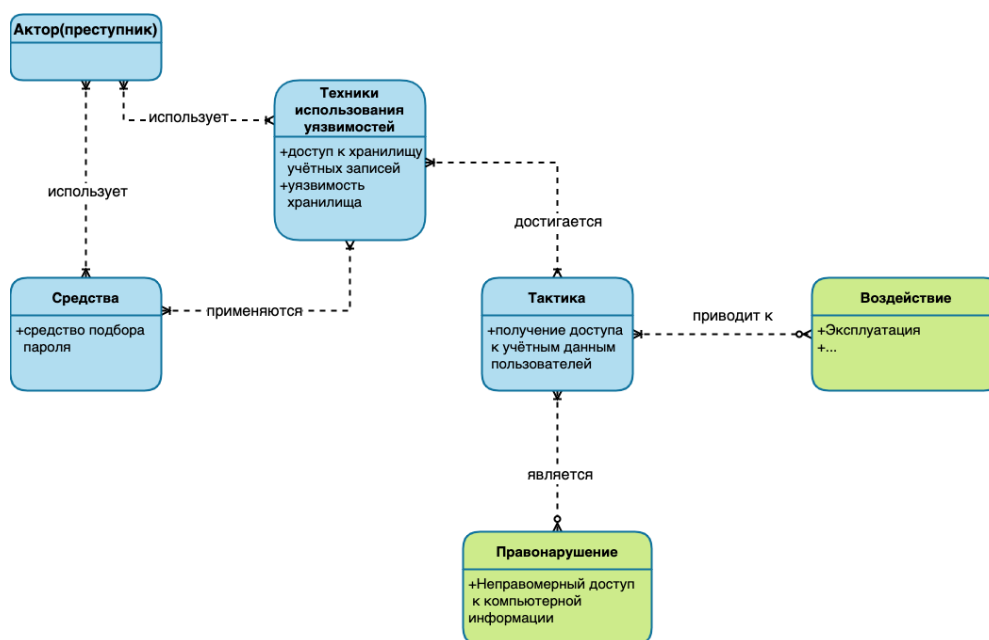 Актор(преступник)
использует
Техники
использования
уязвимостей
+доступ к хранилищу
учётных записей
+уязвимость
хранилища
использует
достигается
Средства
+средство подбора
пароля
применяются
Тактика
+получение доступа
к учётным данным
пользователей
приводит к
Воздействие
+Эксплуатация
+...
является
Правонарушение
+Неправомерный доступ
к компьютерной
информации